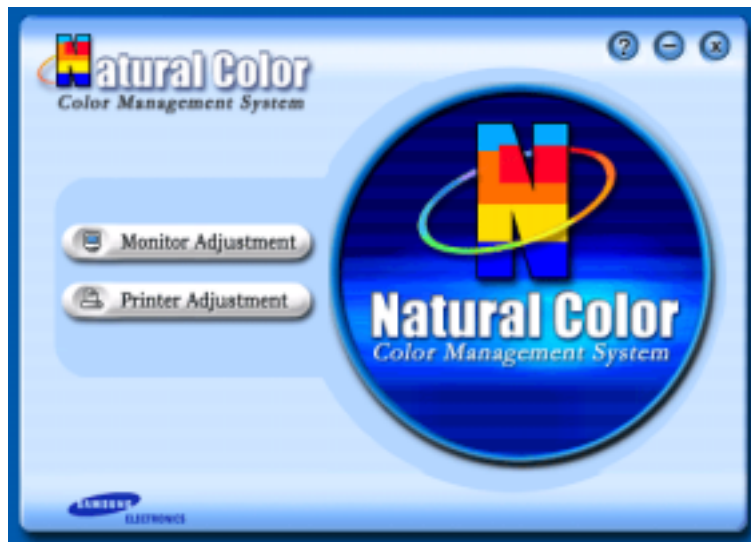 Natural Color
Color Management System
?
Monitor Adjustment
Printer Adjustment
N
Natural Color
Color Management System
SAMSUNG
ELECTRONICS